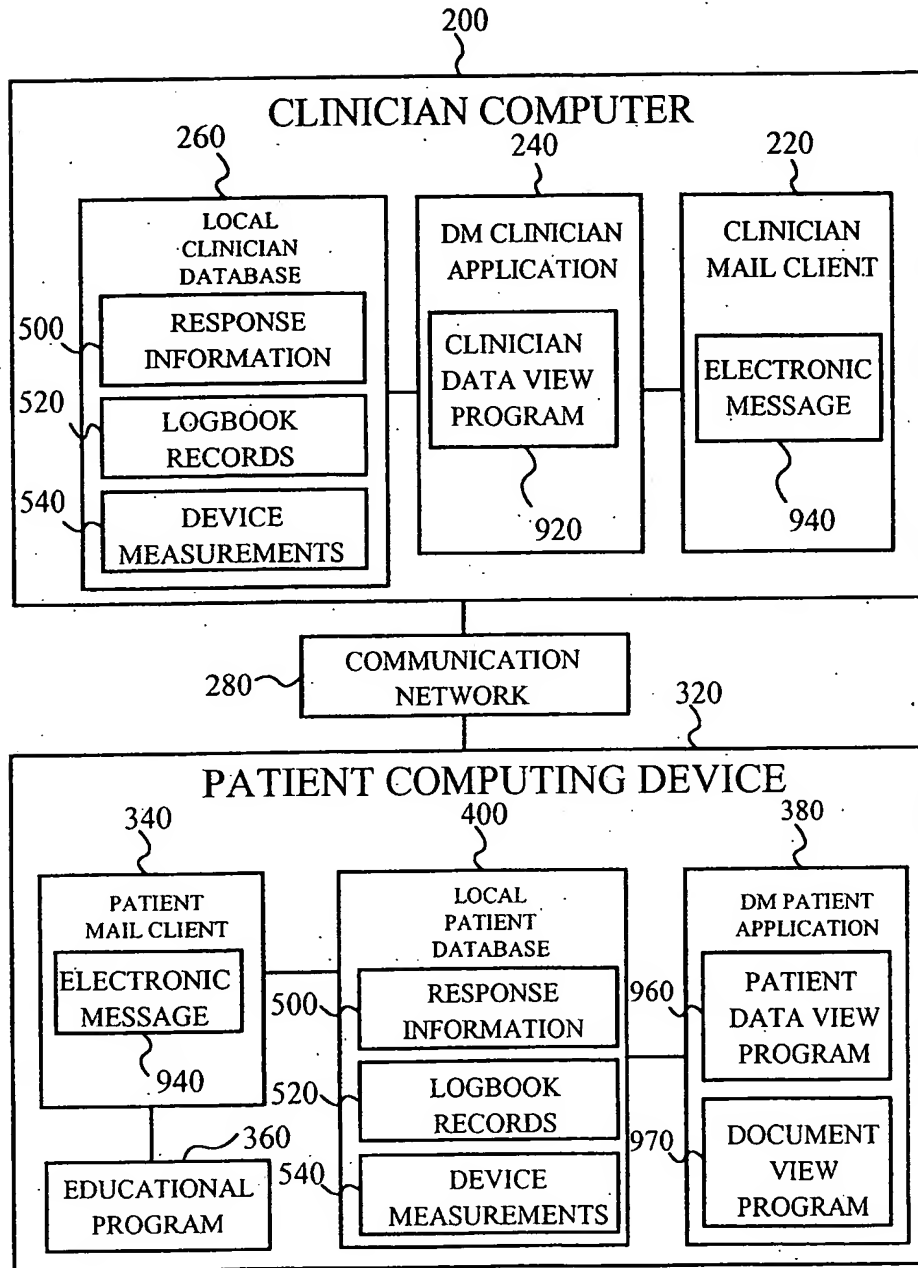 200
CLINICIAN COMPUTER
260
240
220
LOCAL
CLINICIAN
DATABASE
500
RESPONSE
INFORMATION
520
LOGBOOK
RECORDS
540
DEVICE
MEASUREMENTS
DM CLINICIAN
APPLICATION
CLINICIAN
DATA VIEW
PROGRAM
920
CLINICIAN
MAIL CLIENT
ELECTRONIC
MESSAGE
940
COMMUNICATION
NETWORK
280
320
PATIENT COMPUTING DEVICE
340
400
380
PATIENT
MAIL CLIENT
ELECTRONIC
MESSAGE
940
360
EDUCATIONAL
PROGRAM
LOCAL
PATIENT
DATABASE
500
RESPONSE
INFORMATION
520
LOGBOOK
RECORDS
540
DEVICE
MEASUREMENTS
DM PATIENT
APPLICATION
960
PATIENT
DATA VIEW
PROGRAM
970
DOCUMENT
VIEW
PROGRAM